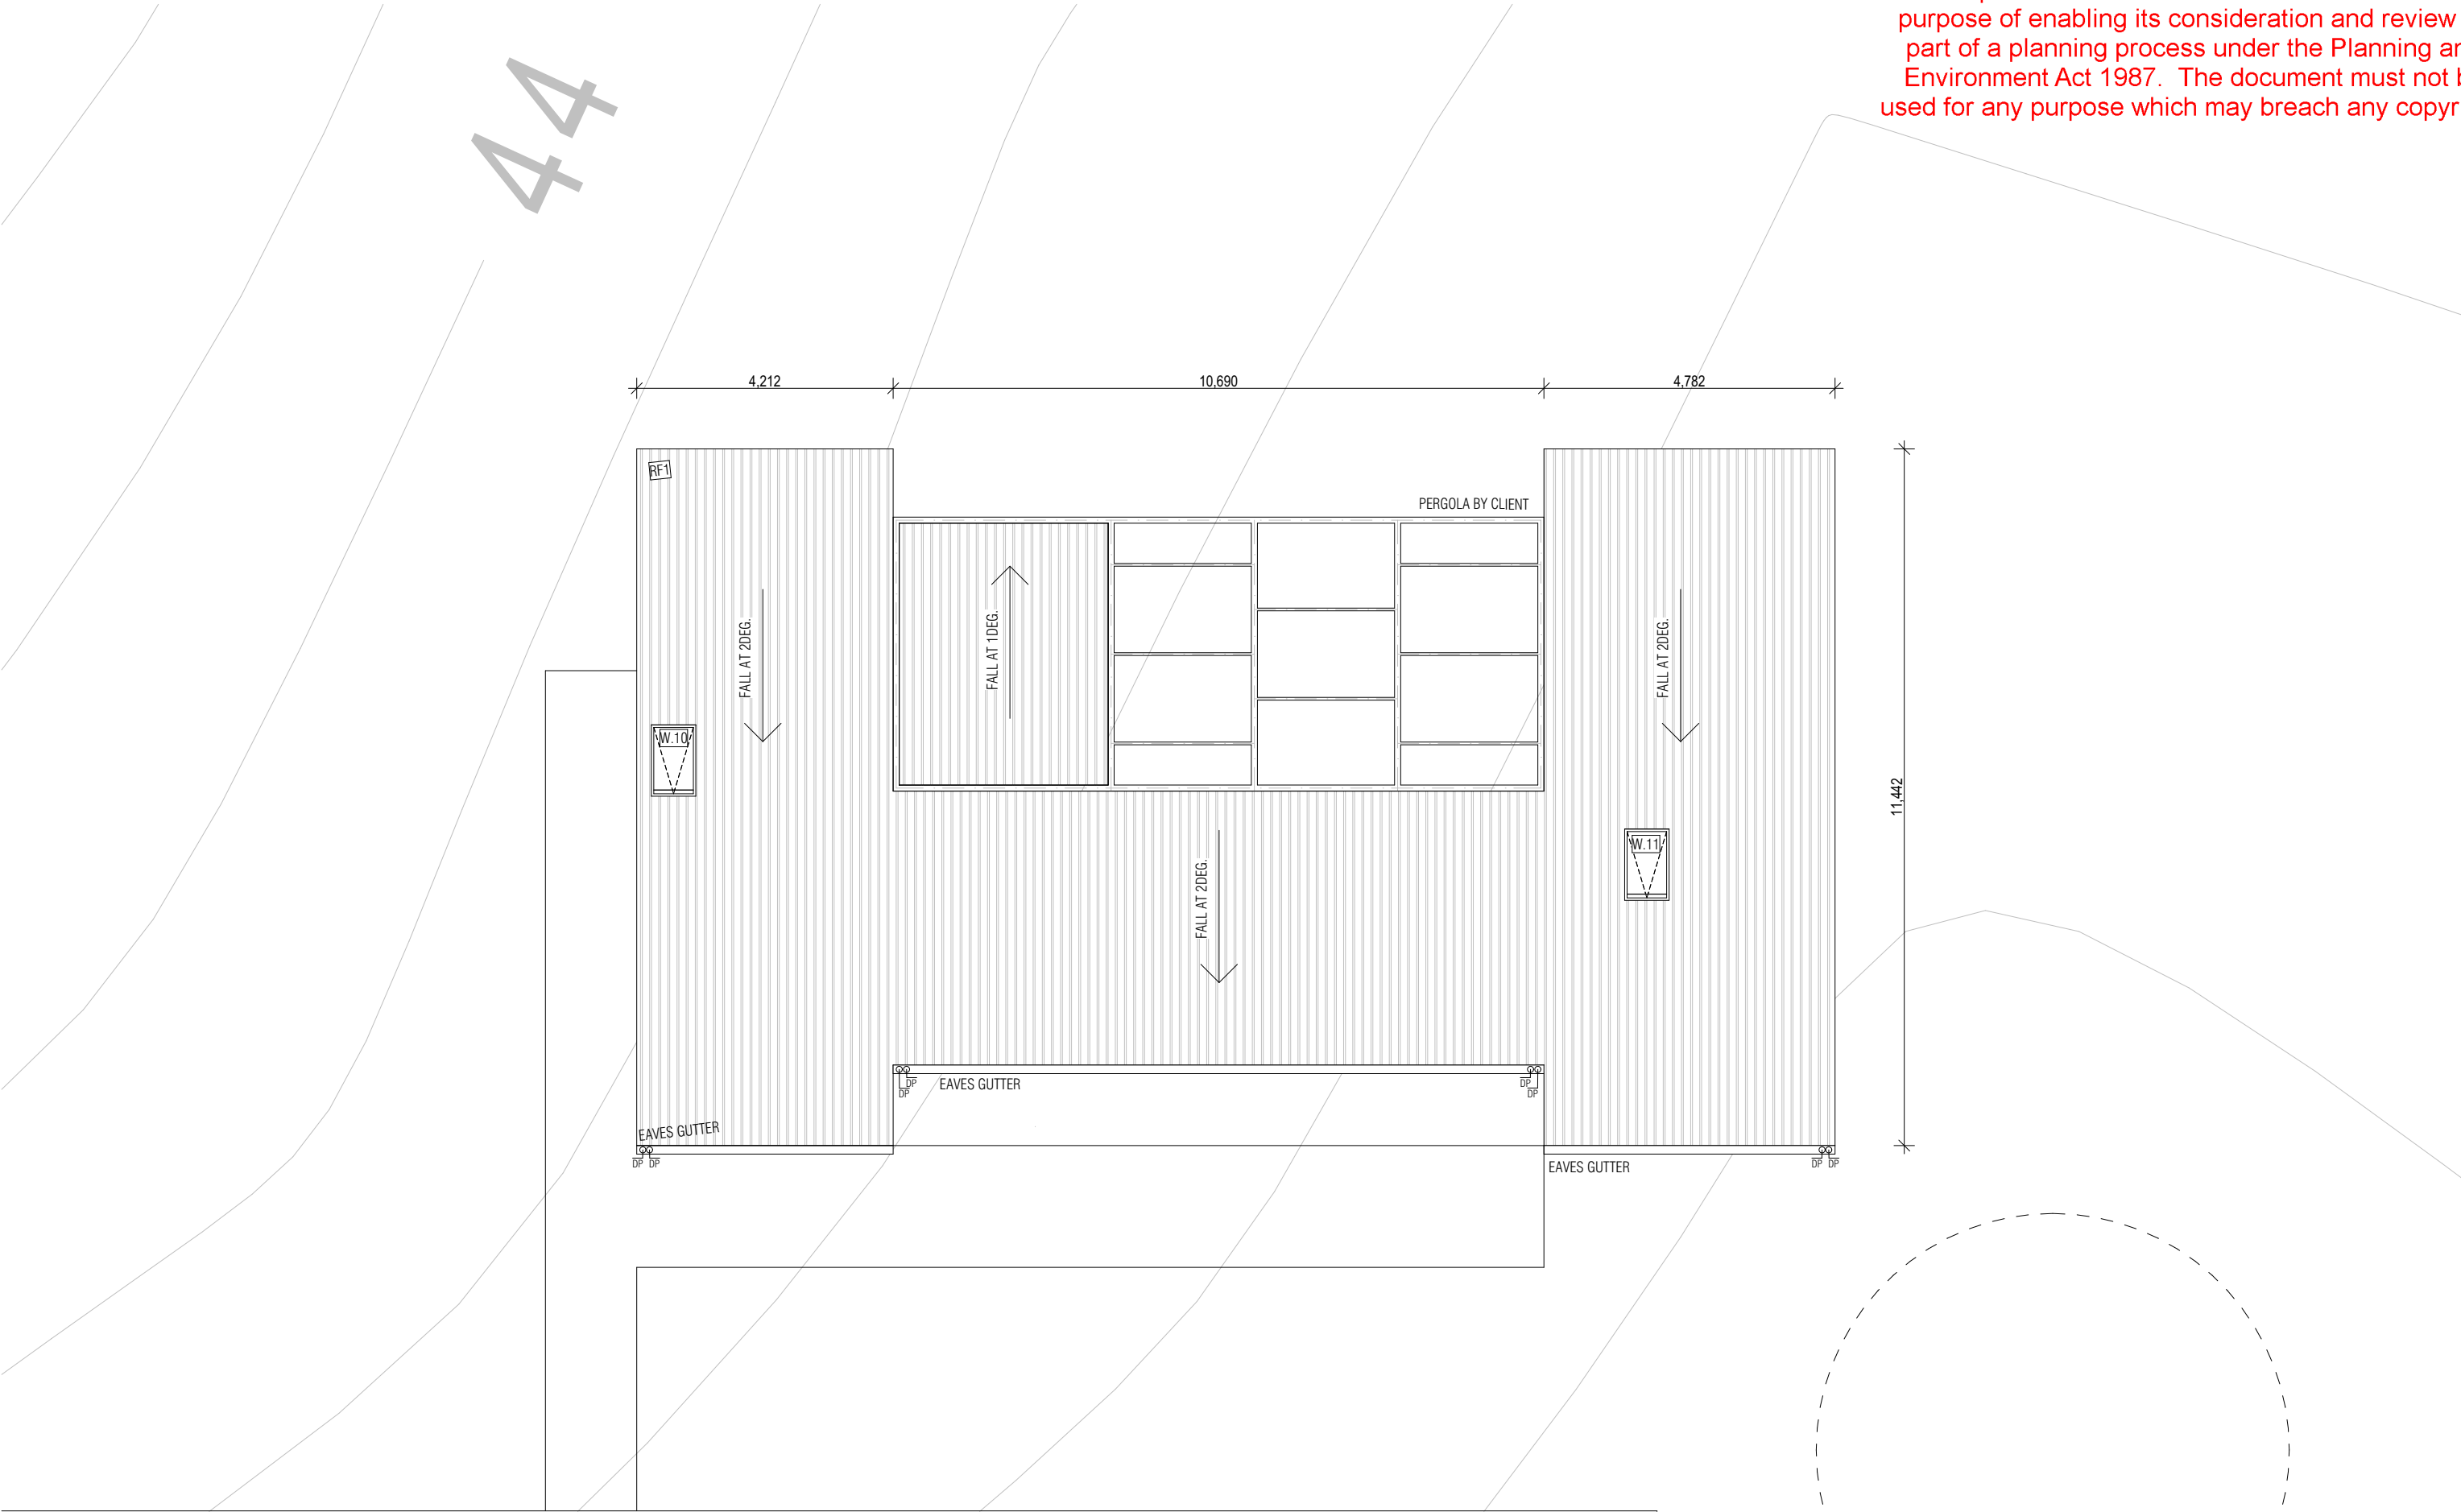 purpose of enabling its consideration and review
part of a planning process under the Planning
Environment Act 1987. The document must not
used for any purpose which may breach any
44
4,212
10,690
4,782
RF1
PERGOLA BY CLIENT
FALL AT 2DEG.
FALL AT 1DEG.
FALL AT 2DEG.
W.10
11,442
W.11
FALL AT 2DEG.
DP
DP
EAVES GUTTER
DP
DP
EAVES GUTTER
DP
DP
EAVES GUTTER
DP
DP